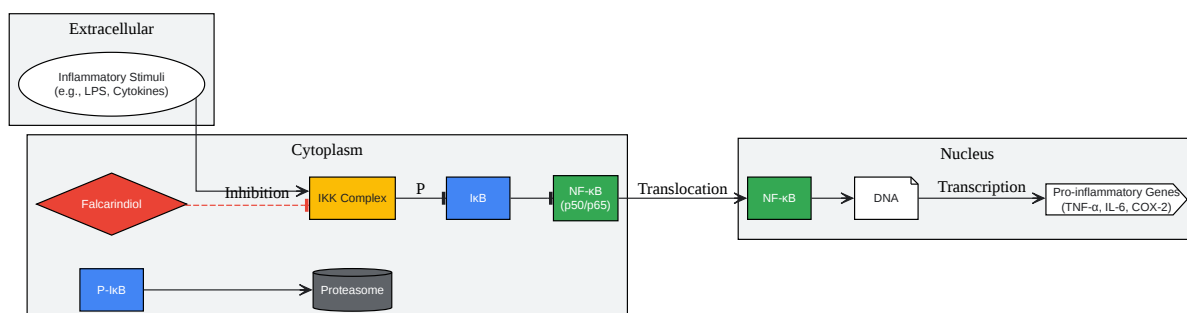 Extracellular
Inflammatory Stimuli
(e.g., LPS, Cytokines)
Cytoplasm
Falcarindiol
Inhibition
IKK Complex
P
IκB
NF-κB
(p50/p65)
Translocation
P-IκB
Proteasome
Nucleus
NF-κB
DNA
Transcription
Pro-inflammatory Genes
(TNF-α, IL-6, COX-2)